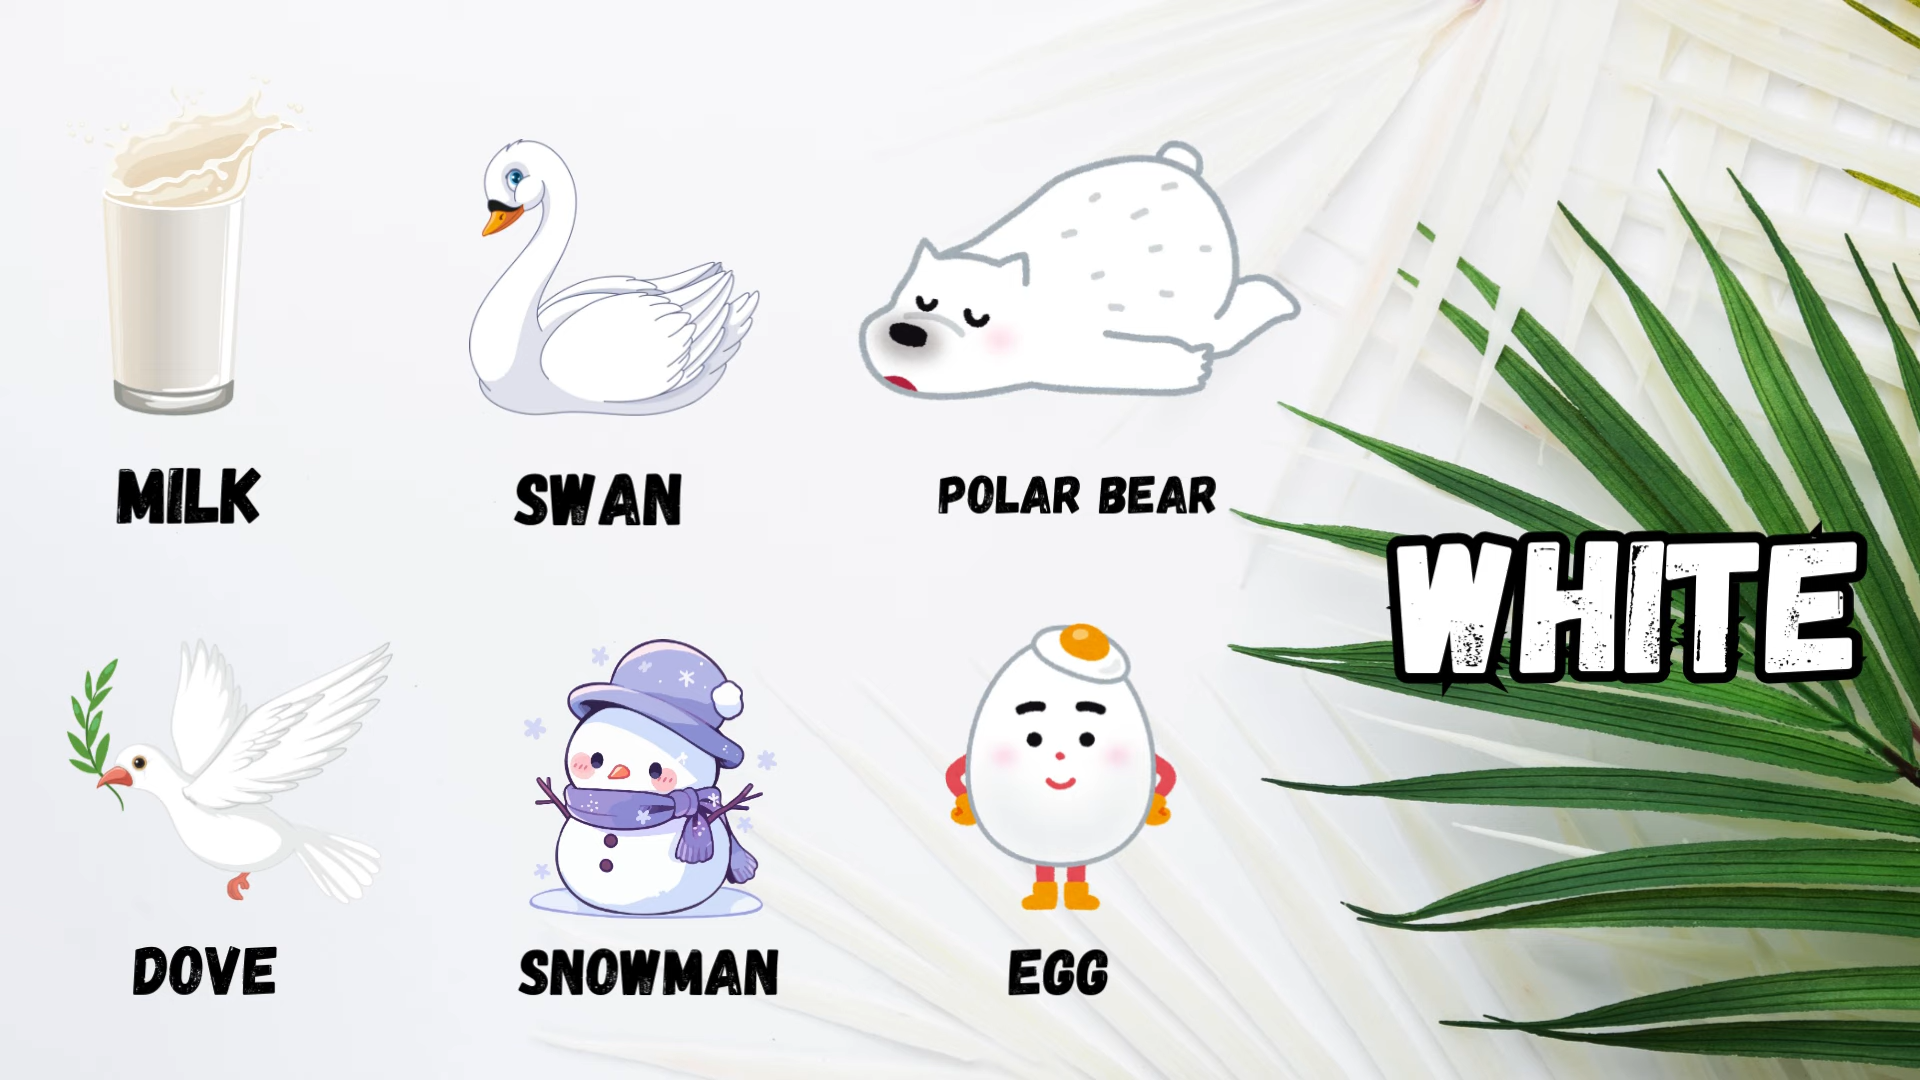 MILK
SWAN
POLAR BEAR
WHITE
DOVE
SNOWMAN
EGG